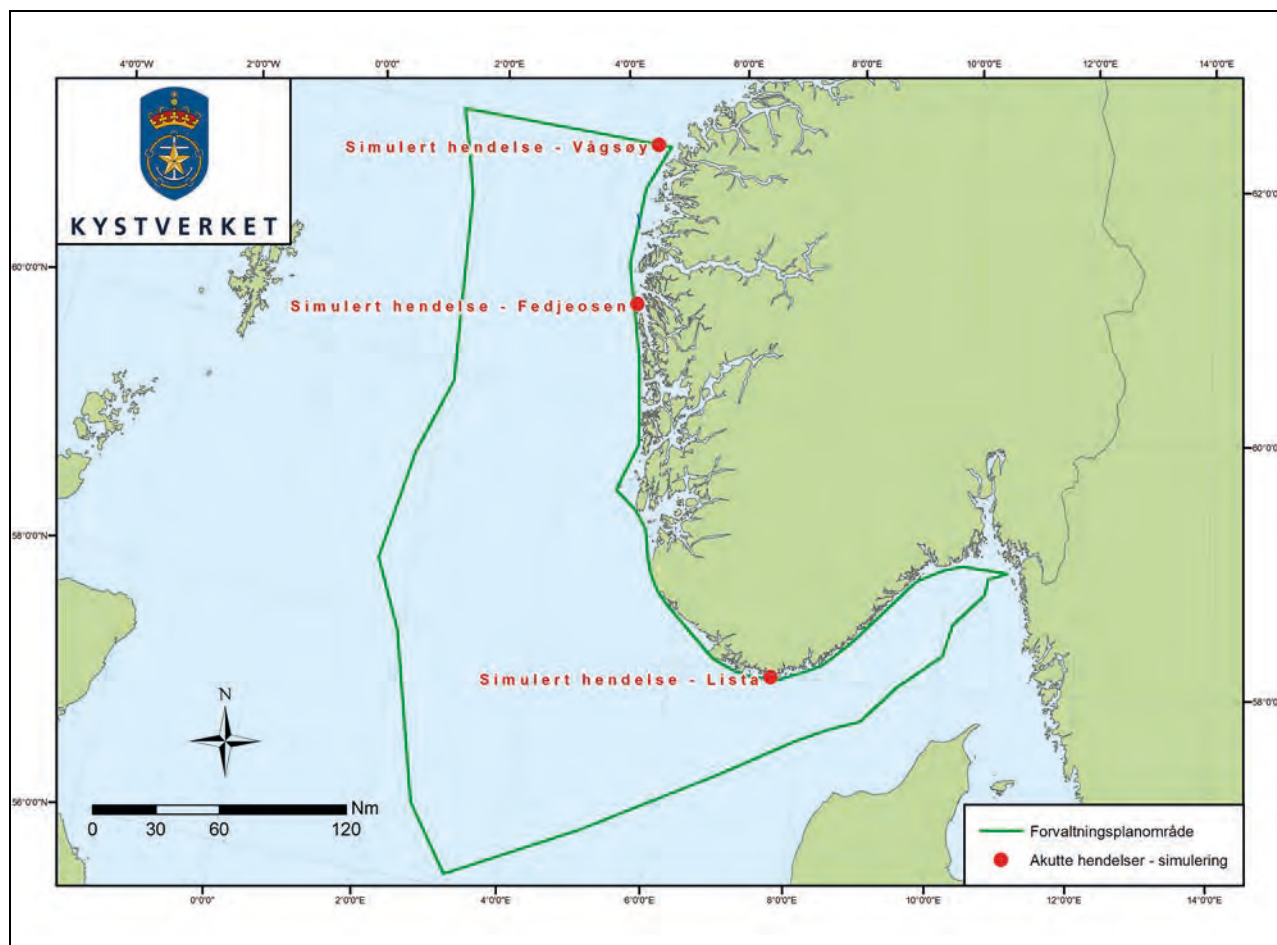 4°0'0"W 2°0'0"W 0°0'0" 2°0'0"E 4°0'0"E 6°0'0"E 8°0'0"E 10°0'0"E 12°0'0"E 14°0'0"E
KYSTVERKET
Simulert hendelse - Vågsøy
62°0'0"N
60°0'0"N
Simulert hendelse - Fedjeosen
60°0'0"N
58°0'0"N
Simulert hendelse - Lista
58°0'0"N
N
56°0'0"N
Nm
0 30 60 120
Forvaltningsplanområde
Akutte hendelser - simulering
0°0'0" 2°0'0"E 4°0'0"E 6°0'0"E 8°0'0"E 10°0'0"E 12°0'0"E 14°0'0"E